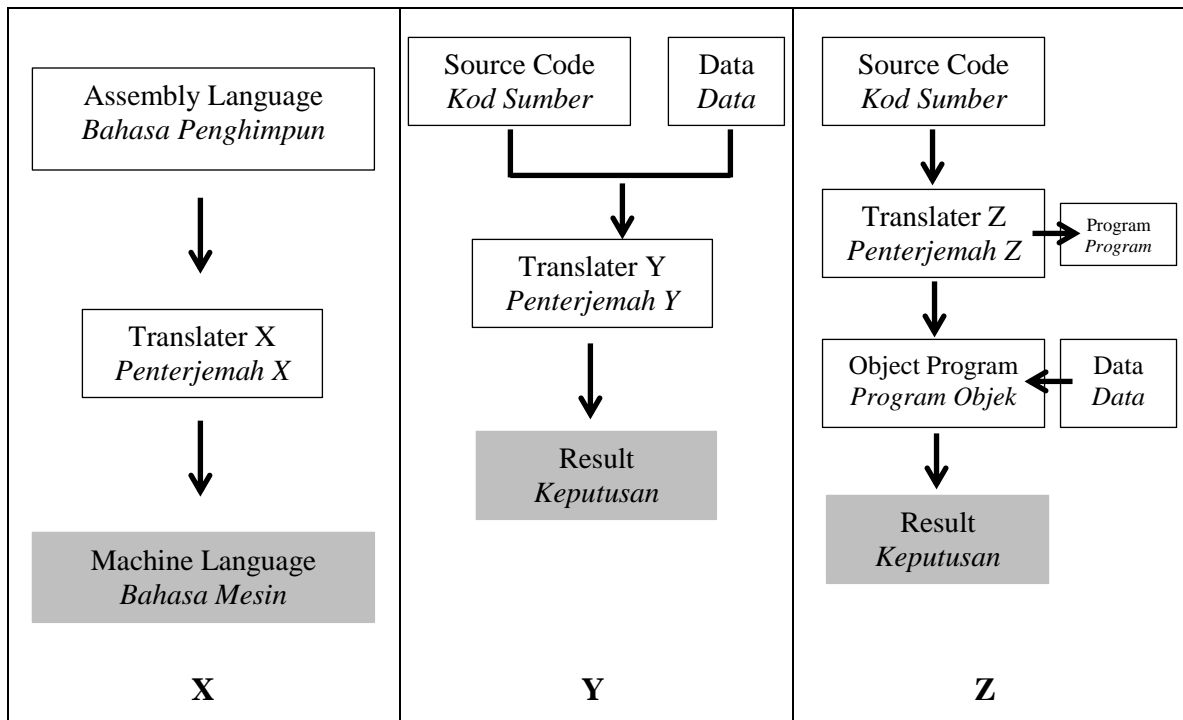 Assembly Language
Bahasa Penghimpun
Translater X
Penterjemah X
Machine Language
Bahasa Mesin
X
Source Code
Kod Sumber
Data
Data
Translater Y
Penterjemah Y
Result
Keputusan
Y
Source Code
Kod Sumber
Translater Z
Penterjemah Z
Program
Program
Object Program
Program Objek
Data
Data
Result
Keputusan
Z